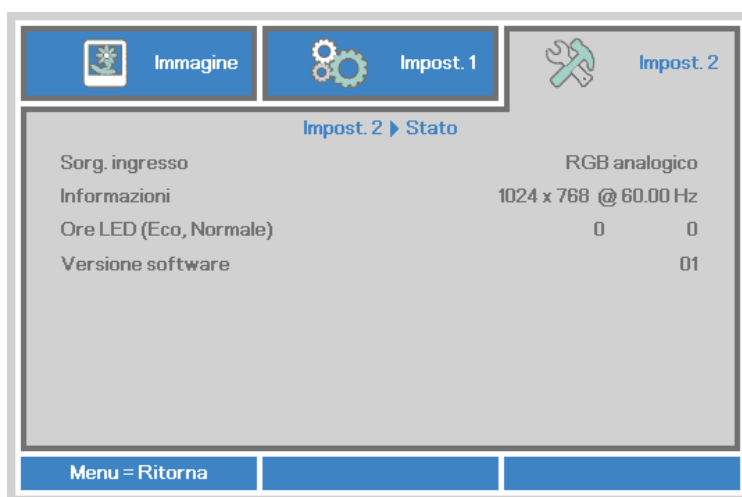 Immagine
Impost. 1
Impost. 2
Impost. 2 ▶ Stato
Sorg. ingresso RGB analogico
Informazioni 1024 x 768 @ 60.00 Hz
Ore LED (Eco, Normale) 0 0
Versione software 01
Menu = Ritorna